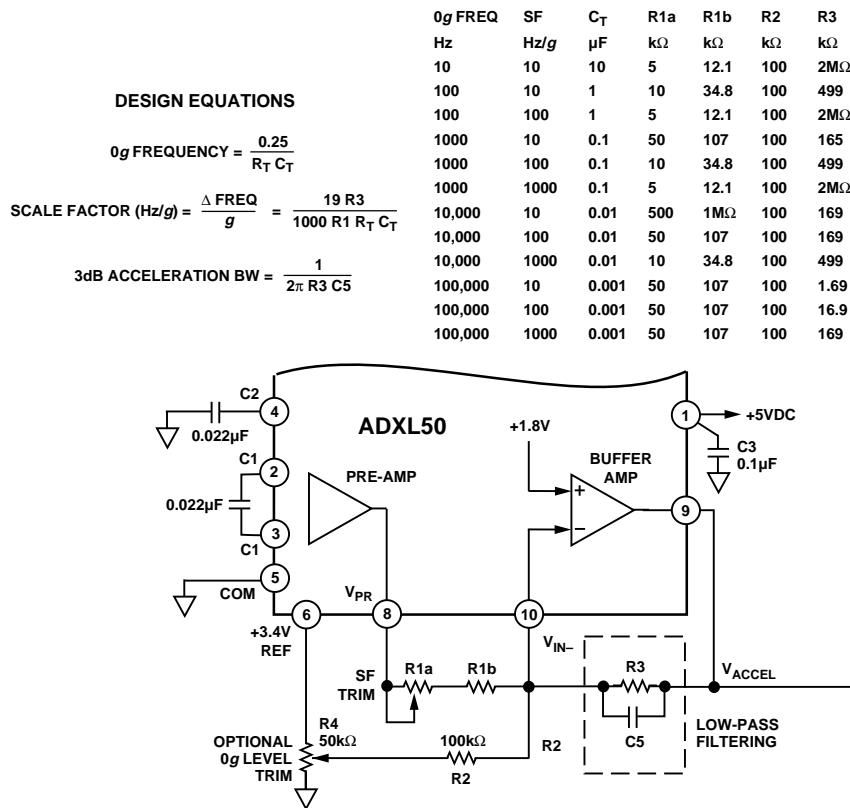 0g FREQ SF CT R1a R1b R2 R3
Hz Hz/g µF kΩ kΩ kΩ kΩ
10 10 10 5 12.1 100 2MΩ
100 10 1 10 34.8 100 499
100 100 1 5 12.1 100 2MΩ
1000 10 0.1 50 107 100 165
1000 100 0.1 10 34.8 100 499
1000 1000 0.1 5 12.1 100 2MΩ
10,000 10 0.01 500 1MΩ 100 169
10,000 100 0.01 50 107 100 169
10,000 1000 0.01 10 34.8 100 499
100,000 10 0.001 50 107 100 1.69
100,000 100 0.001 50 107 100 16.9
100,000 1000 0.001 50 107 100 169
DESIGN EQUATIONS
0g FREQUENCY = 0.25 / RT CT
SCALE FACTOR (Hz/g) = Δ FREQ / g = 19 R3 / 1000 R1 RT CT
3dB ACCELERATION BW = 1 / 2π R3 C5
C2
4
0.022µF
ADXL50
+1.8V
1
+5VDC
C3
0.1µF
C1
2
PRE-AMP
BUFFER
AMP
+
−
9
0.022µF
3
C1
5
COM
VPR
6
8
10
+3.4V
REF
VIN–
SF
TRIM
R1a
R1b
R3
VACCEL
C5
LOW-PASS
FILTERING
R4
50kΩ
OPTIONAL
0g LEVEL
TRIM
100kΩ
R2
R2